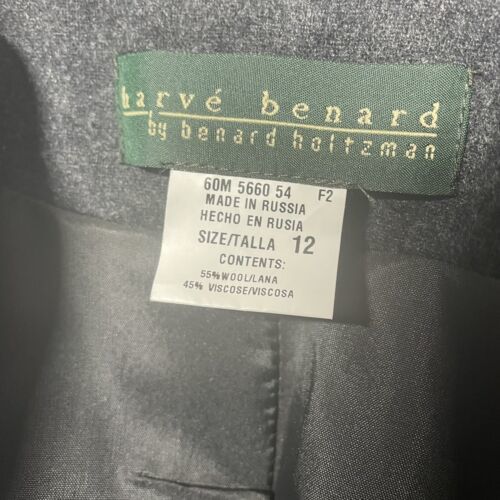 harvé benard
by benard holtzman
60M 5660 54 F2
MADE IN RUSSIA
HECHO EN RUSIA
SIZE/TALLA 12
CONTENTS:
55% WOOL/LANA
45% VISCOSE/VISCOSA